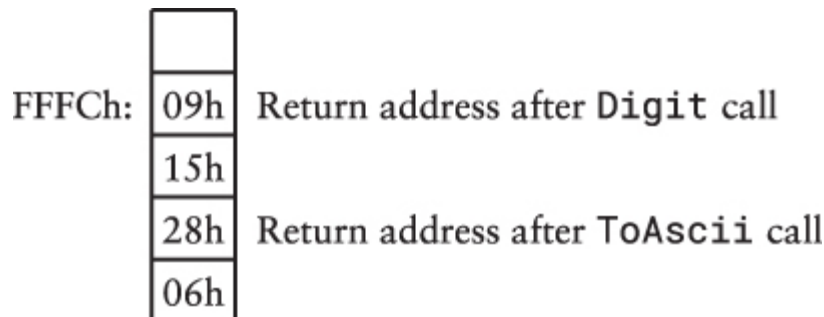 FFFCh: 09h Return address after Digit call
15h
28h Return address after ToAscii call
06h